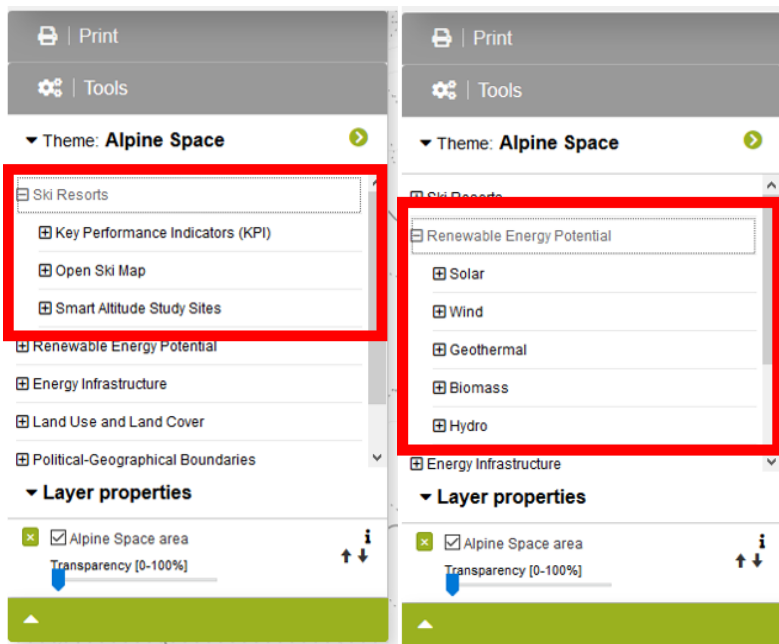 Print
Tools
Theme: Alpine Space
Ski Resorts
Key Performance Indicators (KPI)
Open Ski Map
Smart Altitude Study Sites
Renewable Energy Potential
Energy Infrastructure
Land Use and Land Cover
Political-Geographical Boundaries
Layer properties
Alpine Space area
Transparency [0-100%]
Print
Tools
Theme: Alpine Space
Ski Resorts
Renewable Energy Potential
Solar
Wind
Geothermal
Biomass
Hydro
Energy Infrastructure
Layer properties
Alpine Space area
Transparency [0-100%]